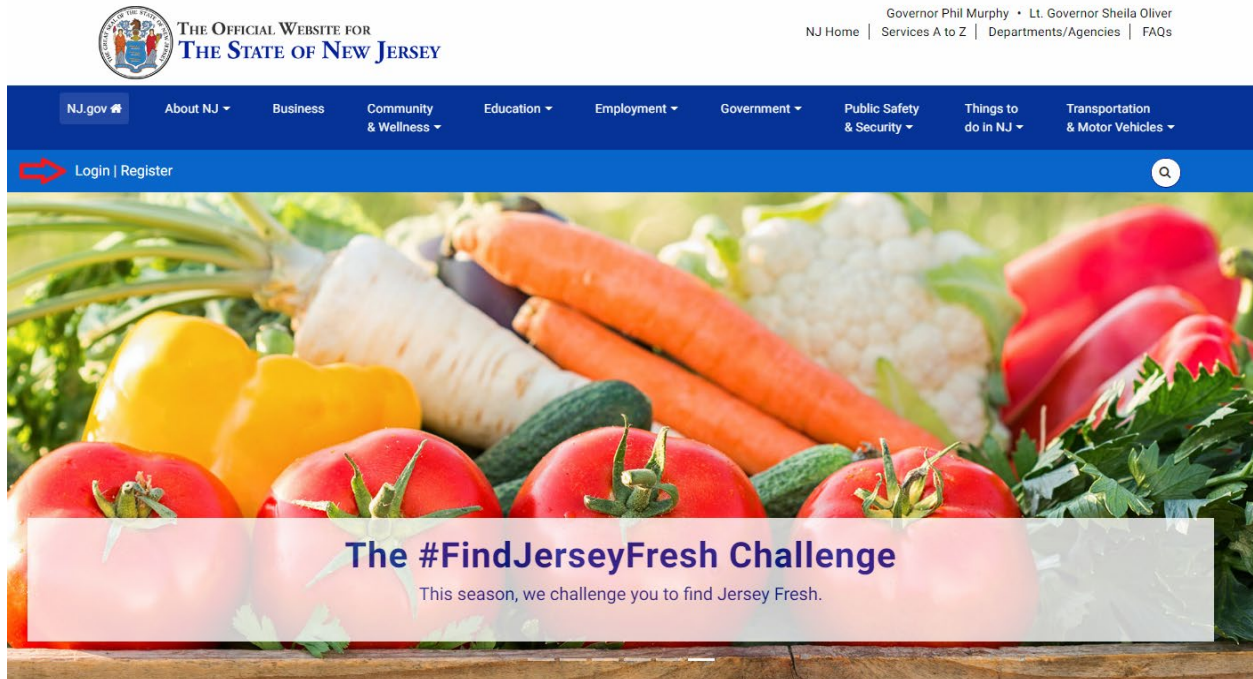 THE OFFICIAL WEBSITE FOR
THE STATE OF NEW JERSEY
Governor Phil Murphy • Lt. Governor Sheila Oliver
NJ Home | Services A to Z | Departments/Agencies | FAQs
NJ.gov
About NJ
Business
Community
& Wellness
Education
Employment
Government
Public Safety
& Security
Things to
do in NJ
Transportation
& Motor Vehicles
Login | Register
The #FindJerseyFresh Challenge
This season, we challenge you to find Jersey Fresh.